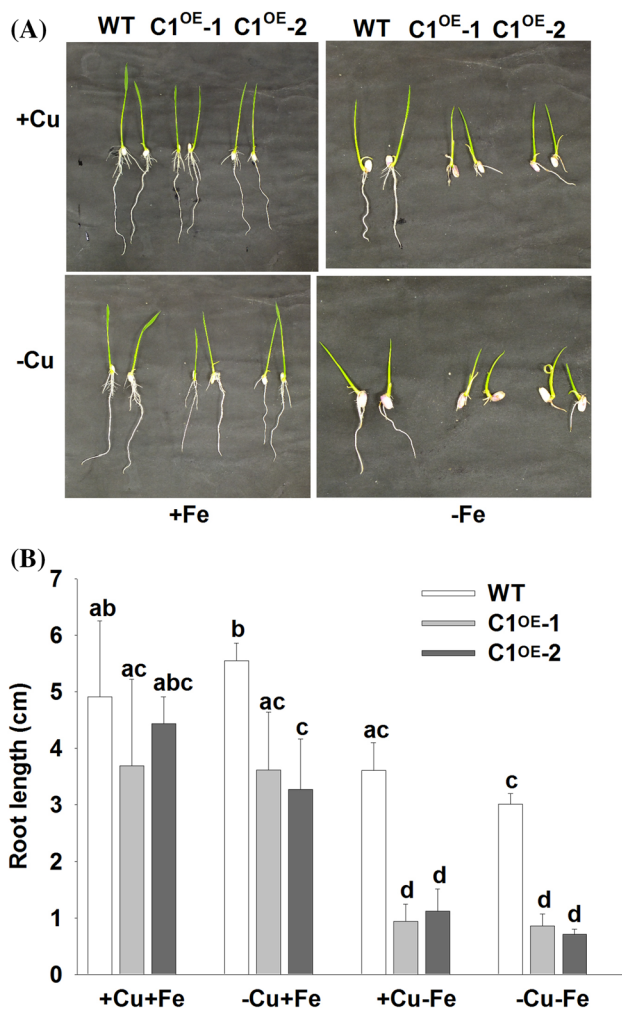 (A)
WT C1OE-1 C1OE-2 WT C1OE-1 C1OE-2
+Cu
-Cu
+Fe -Fe
(B)
7
6
5
4
3
2
1
0
Root length (cm)
WT
C1OE-1
C1OE-2
ab ac abc b ac c ac d d c d d
+Cu+Fe -Cu+Fe +Cu-Fe -Cu-Fe